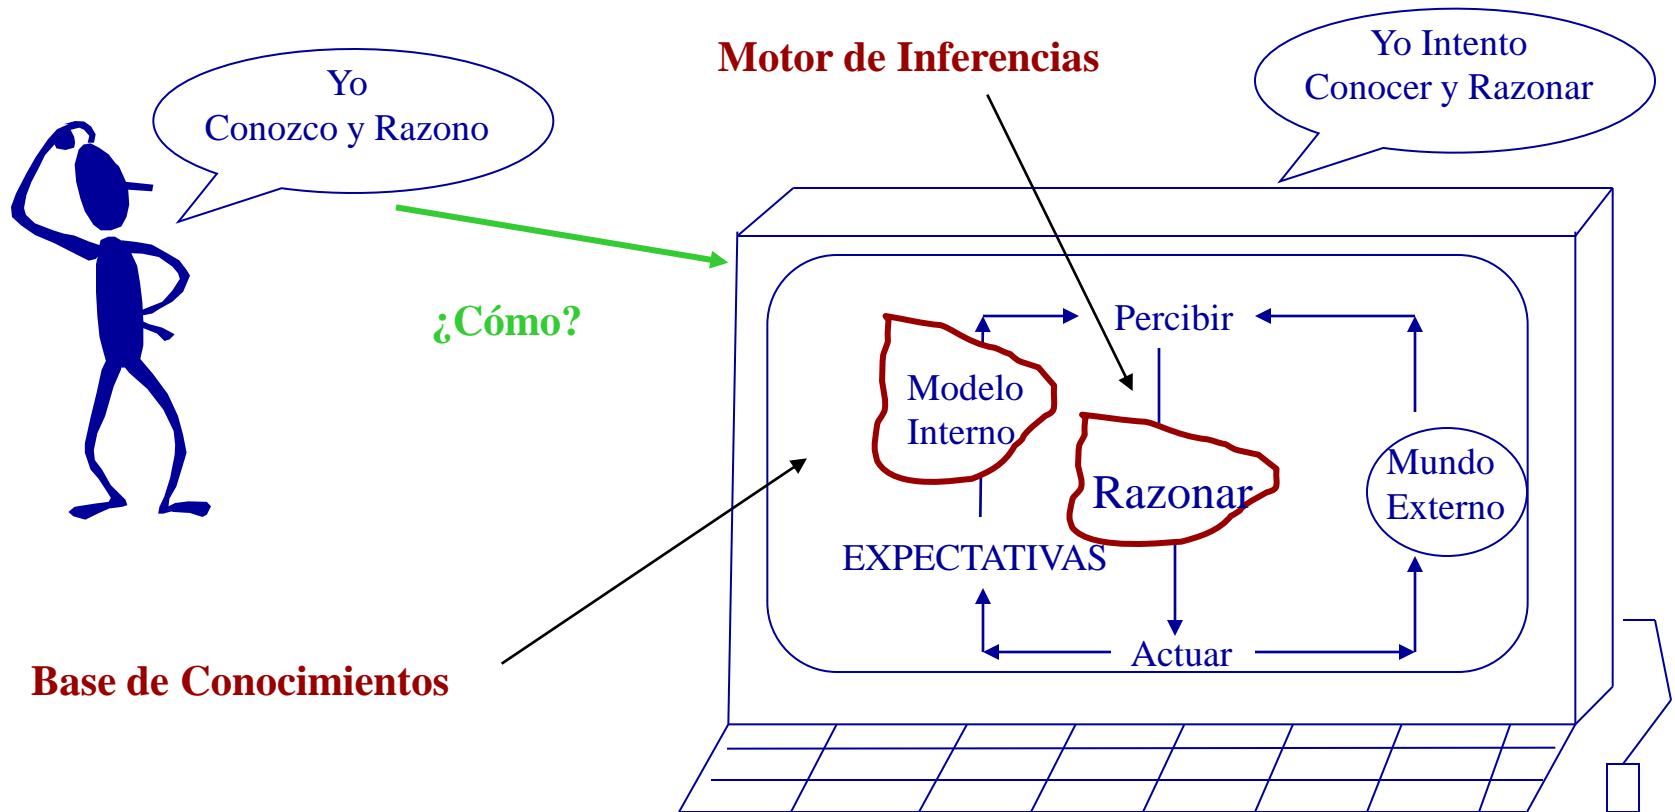 Motor de Inferencias
Yo Intento
Conocer y Razonar
Yo
Conozco y Razono
¿Cómo?
Percibir
Modelo
Interno
Razonar
Mundo
Externo
EXPECTATIVAS
Actuar
Base de Conocimientos